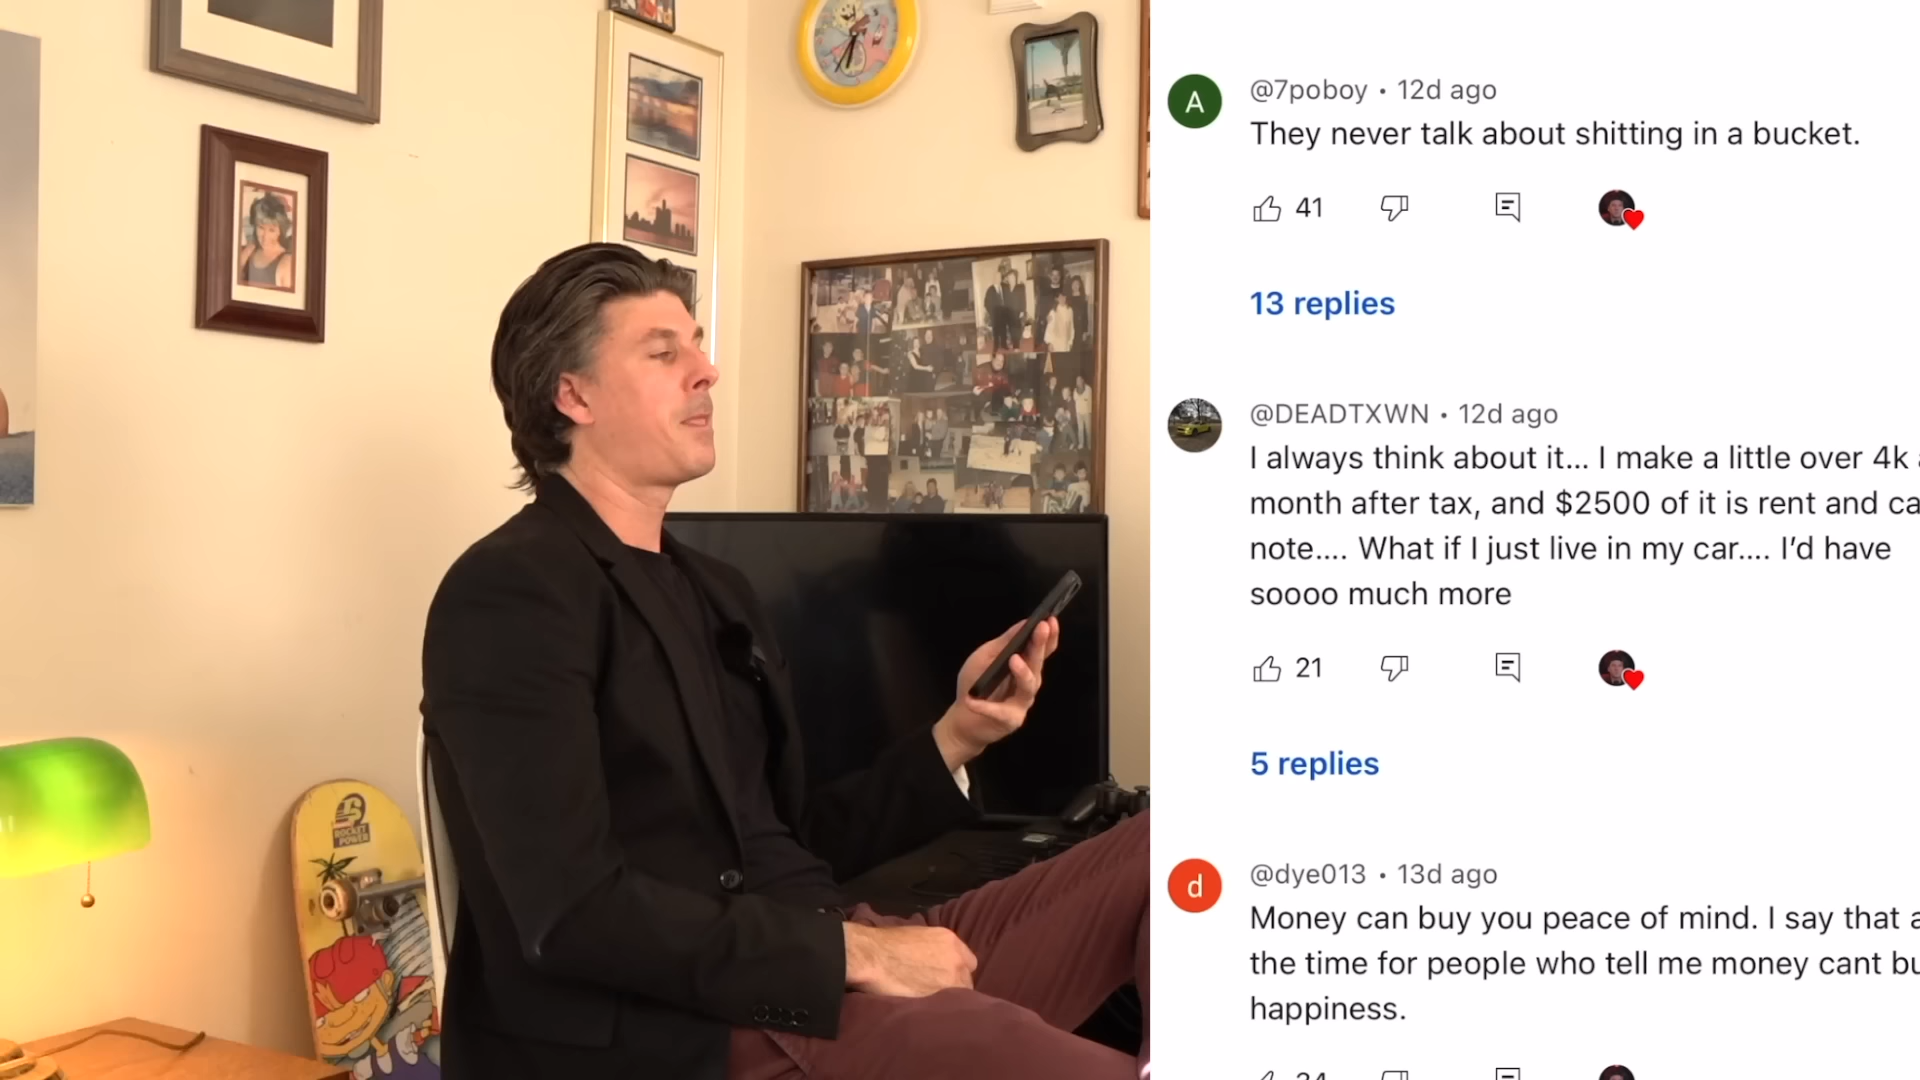 @7poboy • 12d ago
They never talk about shitting in a bucket.
41
13 replies
@DEADTXWN • 12d ago
I always think about it... I make a little over 4k
month after tax, and $2500 of it is rent and
note.... What if I just live in my car.... I'd have
soooo much more
21
5 replies
@dye013 • 13d ago
Money can buy you peace of mind. I say that
the time for people who tell me money cant
happiness.
A
d
ROCKET
POWER